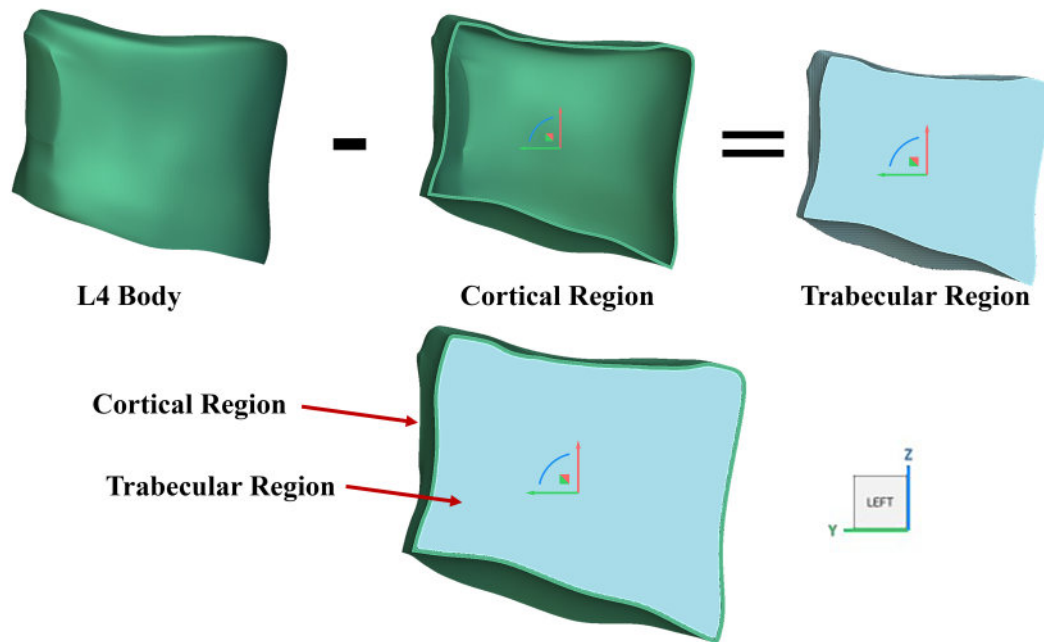 L4 Body
Cortical Region
Trabecular Region
Cortical Region
Trabecular Region
Z
LEFT
Y